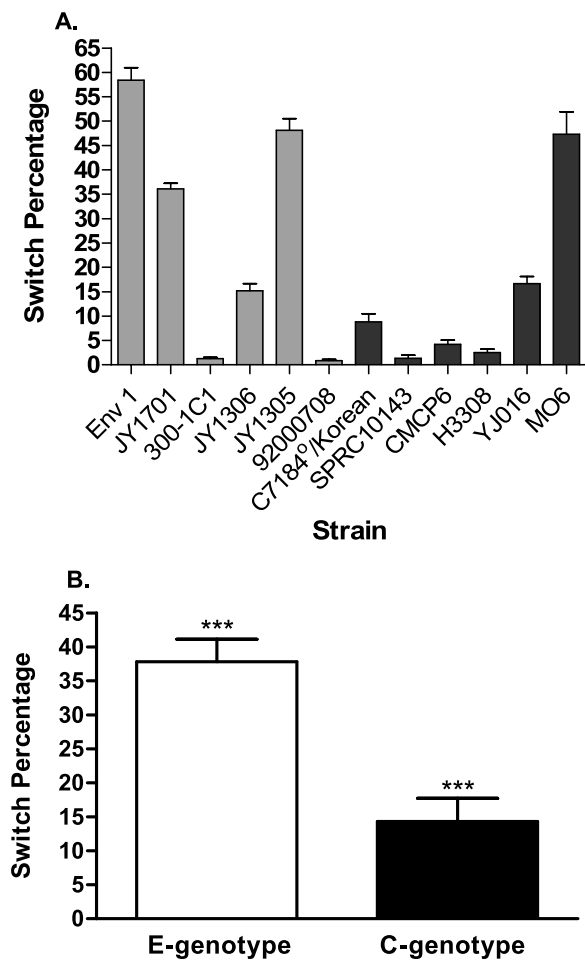 A.
Switch Percentage
65
60
55
50
45
40
35
30
25
20
15
10
5
0
Env 1
JY1701
300-1C1
JY1306
JY1305
92000708
C7184°/Korean
SPRC10143
CMCP6
H3308
YJ016
MO6
Strain
B.
Switch Percentage
45
40
35
30
25
20
15
10
5
0
***
***
E-genotype
C-genotype